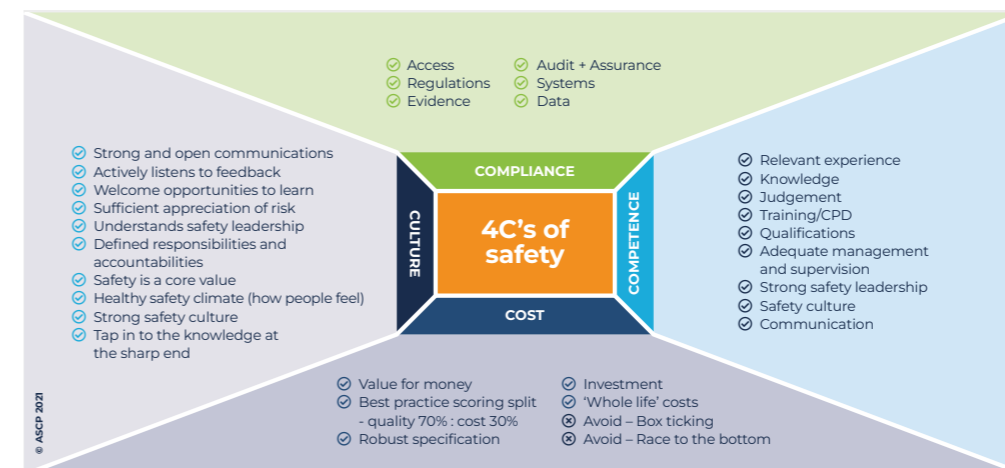 Access
Regulations
Evidence
Audit + Assurance
Systems
Data
Strong and open communications
Actively listens to feedback
Welcome opportunities to learn
Sufficient appreciation of risk
Understands safety leadership
Defined responsibilities and
accountabilities
Safety is a core value
Healthy safety climate (how people feel)
Strong safety culture
Tap in to the knowledge at
the sharp end
COMPLIANCE
CULTURE
4C's of
safety
COMPETENCE
COST
Relevant experience
Knowledge
Judgement
Training/CPD
Qualifications
Adequate management
and supervision
Strong safety leadership
Safety culture
Communication
Value for money
Best practice scoring split
- quality 70% : cost 30%
Robust specification
Investment
‘Whole life’ costs
Avoid – Box ticking
Avoid – Race to the bottom
© ASCP 2021